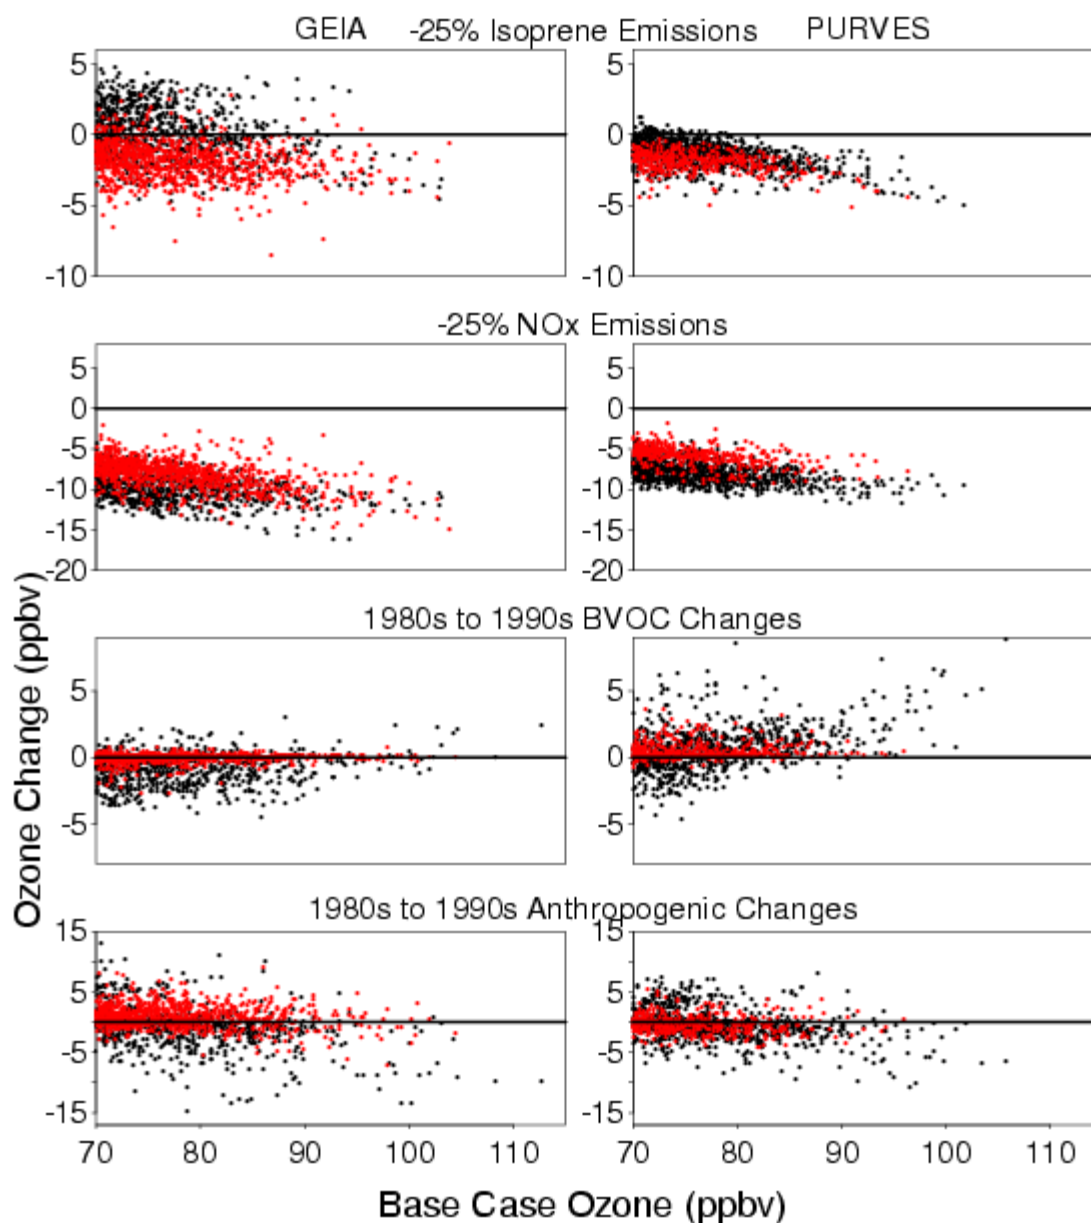 GEIA -25% Isoprene Emissions PURVES
5 5
0 0
-5 -5
-10 -10
-25% NOx Emissions
5 5
0 0
-5 -5
-10 -10
-15 -15
-20 -20
1980s to 1990s BVOC Changes
5 5
0 0
-5 -5
1980s to 1990s Anthropogenic Changes
15 15
5 5
-5 -5
-15 -15
70 80 90 100 110 70 80 90 100 110
Ozone Change (ppbv)
Base Case Ozone (ppbv)